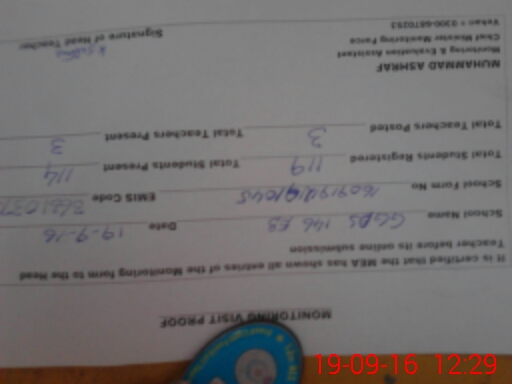 MONITORING VISIT PROOF
It is certified that the MEA has shown all entries of the Monitoring form to the Head
Teacher before its online submission
School Name GGPS 146 EB Date 19-9-16
School Form No EMIS Code
Total Students Registered 119 Total Students Present 114
Total Teachers Posted 3 Total Teachers Present 3
MUHAMMAD ASHRAF
Monitoring & Evaluation Assistant
Chief Minister Monitoring Force
Vehari = 0300-6870253
Signature of Head Teacher
19-09-16 12:29